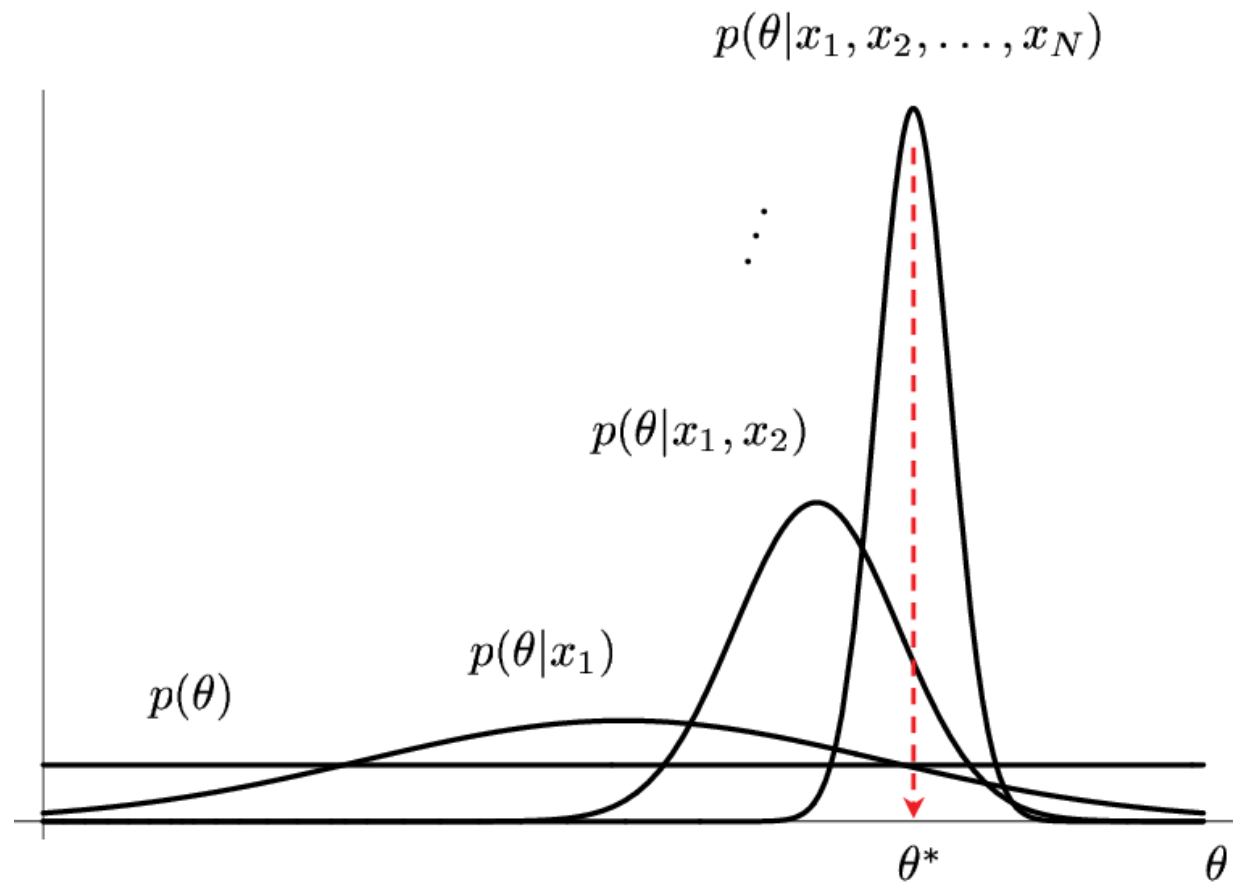 p(θ|x₁, x₂, . . . , x_N)
p(θ|x₁, x₂)
p(θ|x₁)
p(θ)
θ*
θ